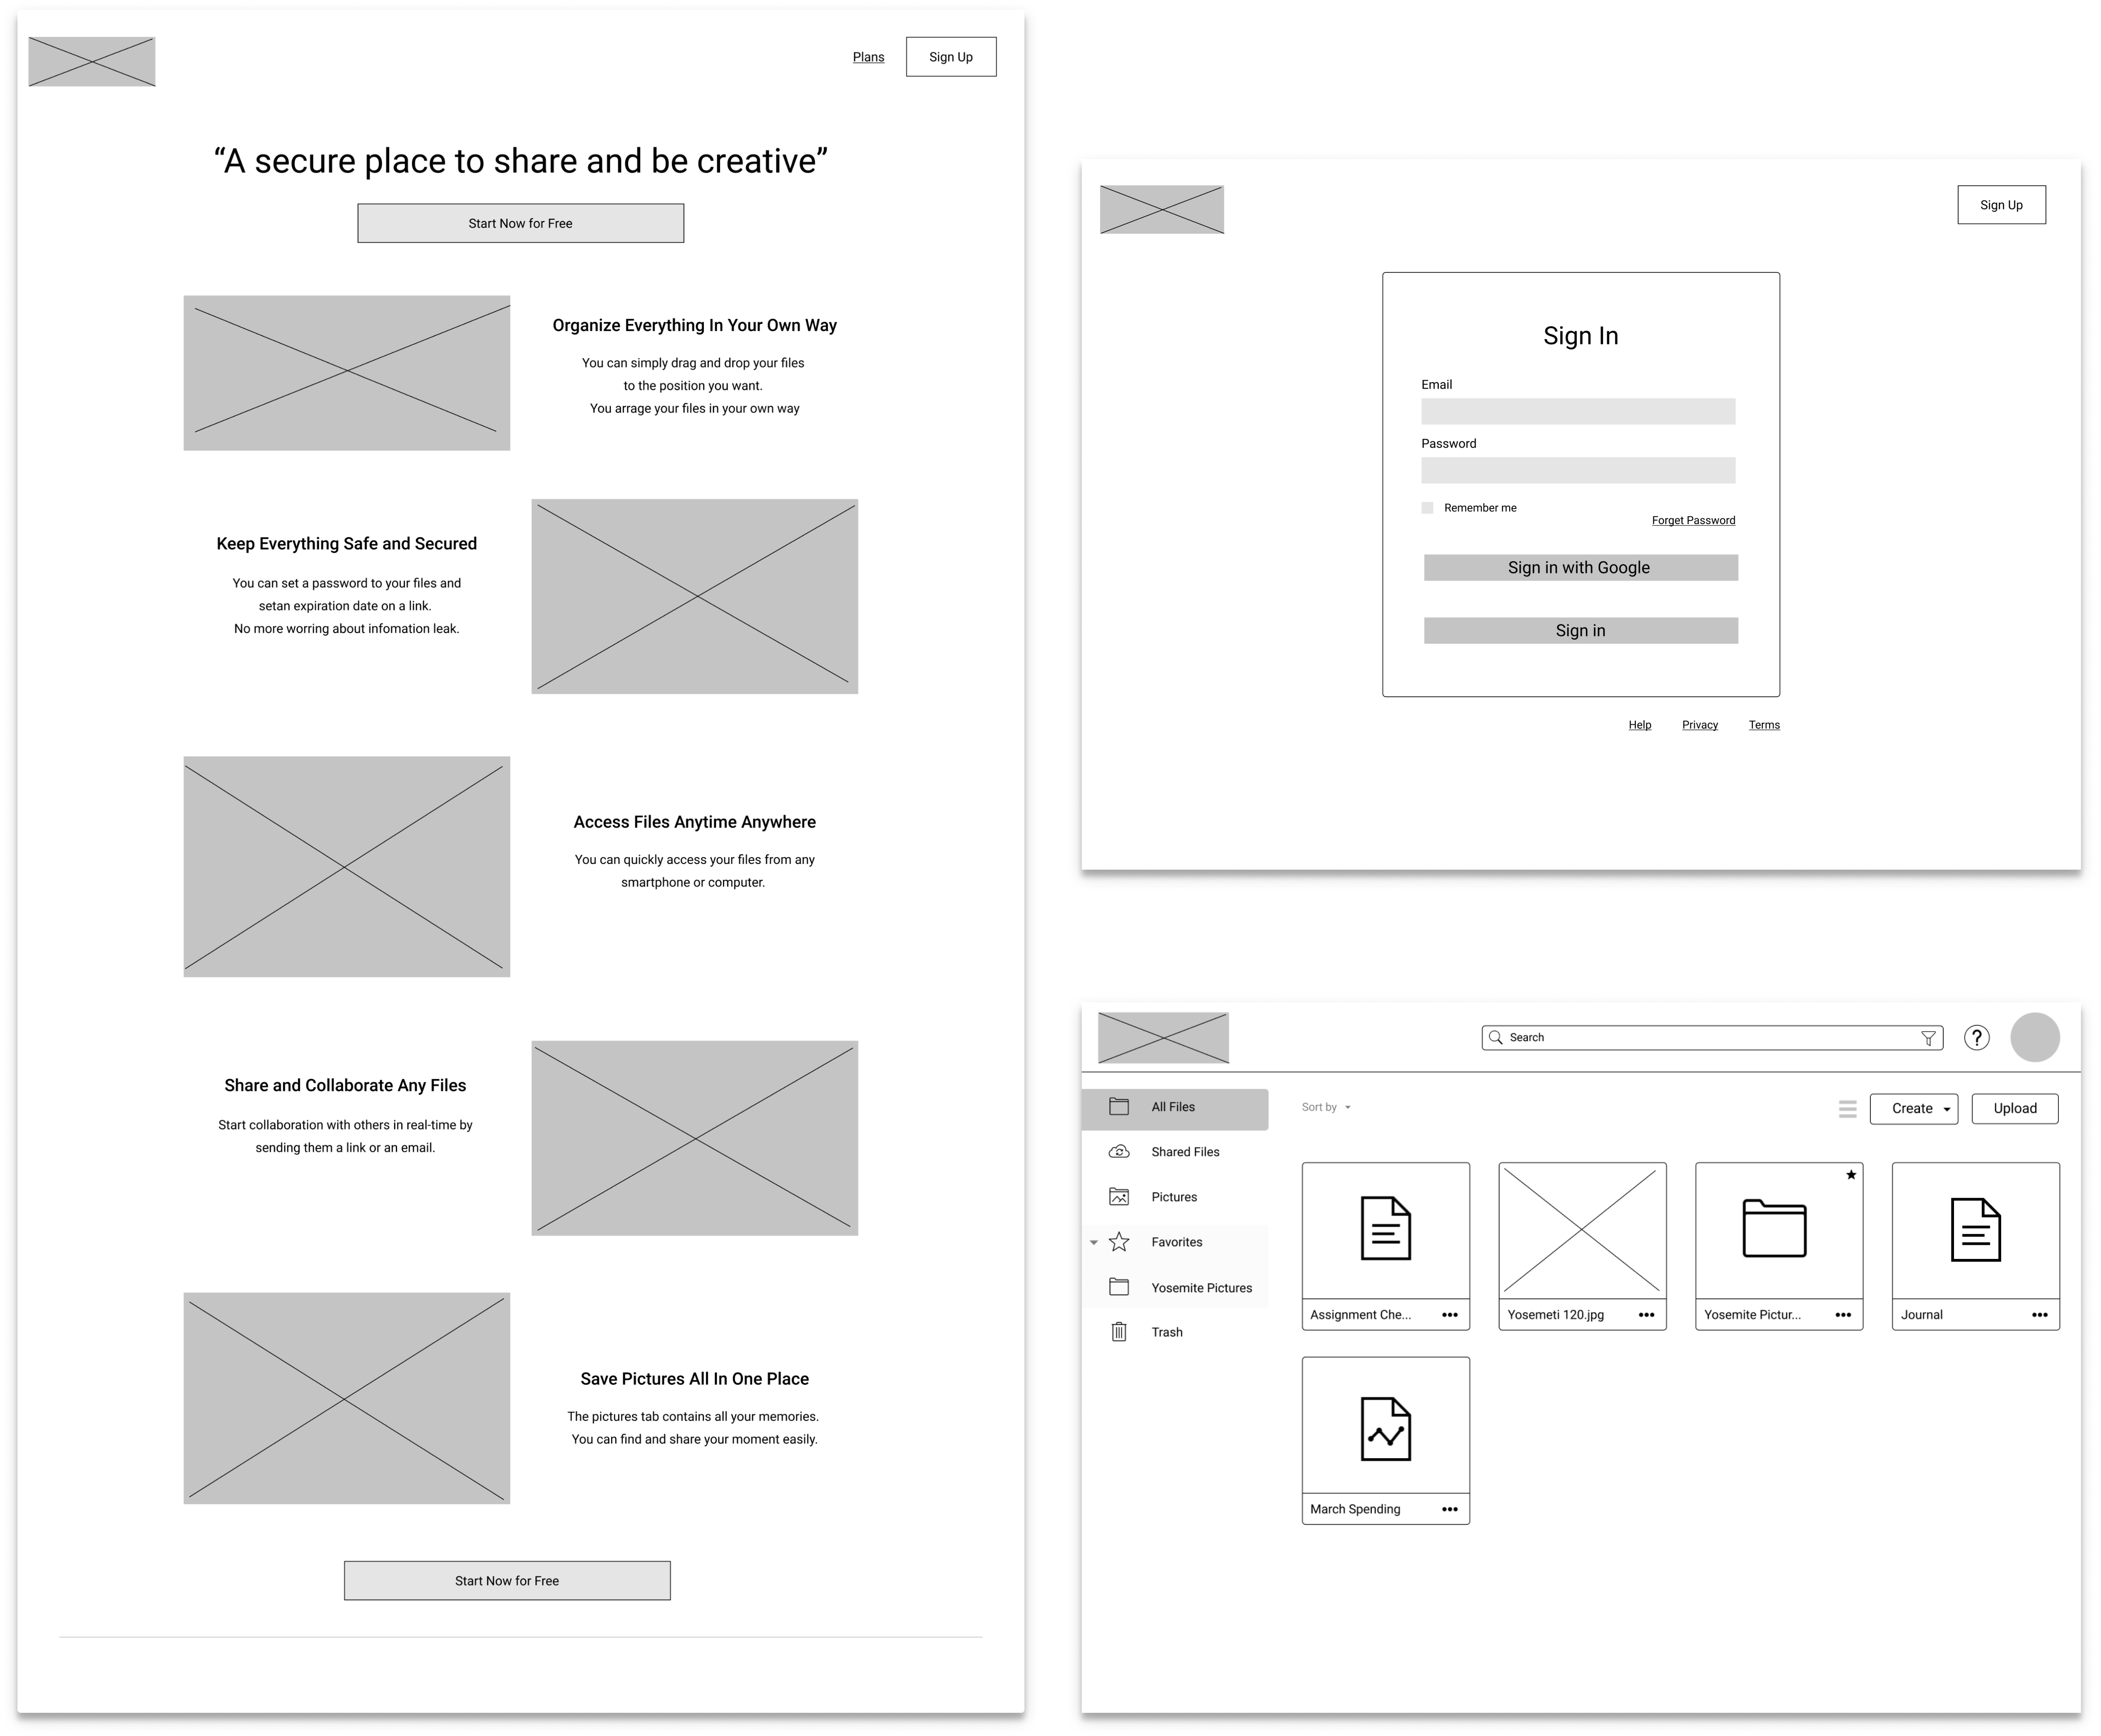 Plans
Sign Up
“A secure place to share and be creative”
Start Now for Free
Organize Everything In Your Own Way
You can simply drag and drop your files
to the position you want.
You arrage your files in your own way
Keep Everything Safe and Secured
You can set a password to your files and
setan expiration date on a link.
No more worring about infomation leak.
Access Files Anytime Anywhere
You can quickly access your files from any
smartphone or computer.
Share and Collaborate Any Files
Start collaboration with others in real-time by
sending them a link or an email.
Save Pictures All In One Place
The pictures tab contains all your memories.
You can find and share your moment easily.
Start Now for Free
Sign Up
Sign In
Email
Password
Remember me
Forget Password
Sign in with Google
Sign in
Help
Privacy
Terms
Search
?
All Files
Shared Files
Pictures
Favorites
Yosemite Pictures
Trash
Sort by
Create
Upload
Assignment Che...
Yosemeti 120.jpg
Yosemite Pictur...
Journal
March Spending